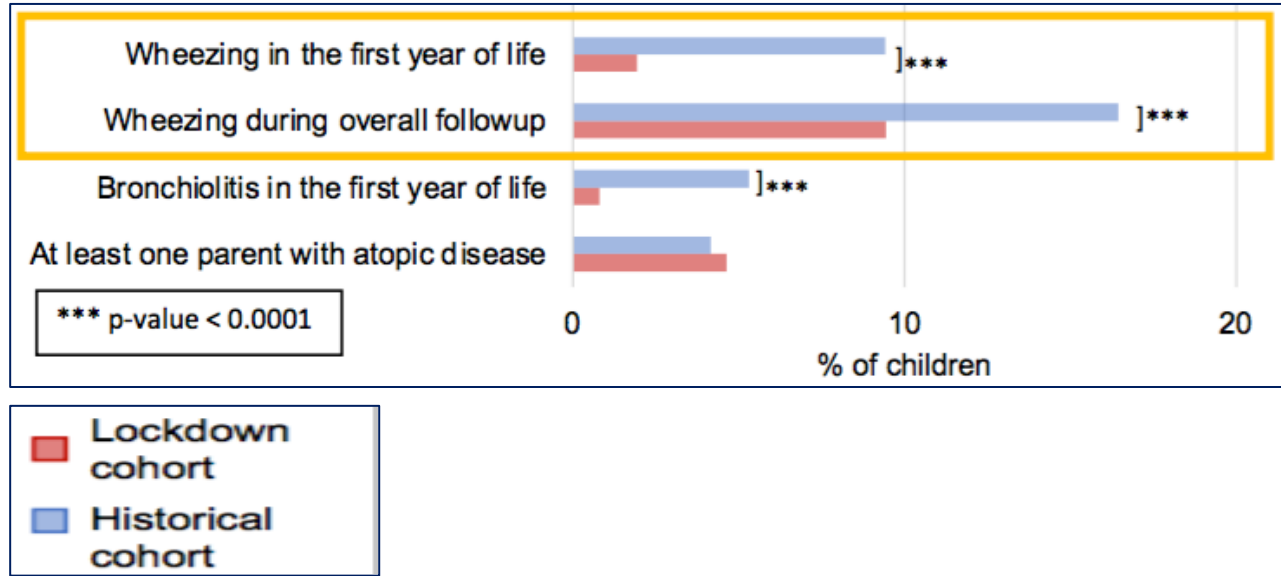 Wheezing in the first year of life
]***
Wheezing during overall followup
]***
Bronchiolitis in the first year of life
]***
At least one parent with atopic disease
*** p-value < 0.0001
0
10
20
% of children
Lockdown
cohort
Historical
cohort